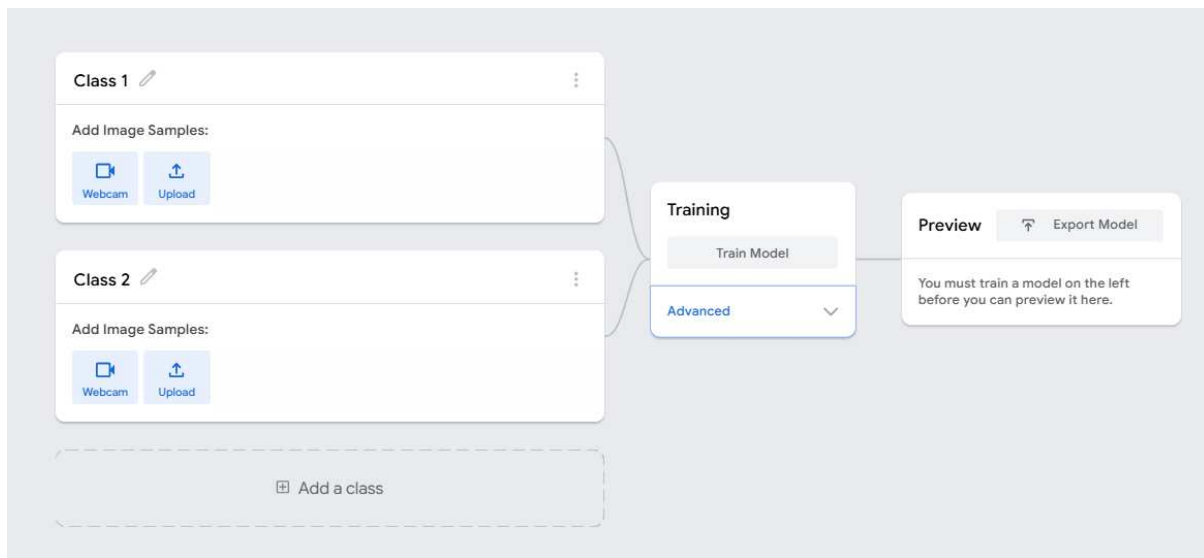 Class 1
Add Image Samples:
Webcam
Upload
Class 2
Add Image Samples:
Webcam
Upload
Add a class
Training
Train Model
Advanced
Preview
Export Model
You must train a model on the left
before you can preview it here.